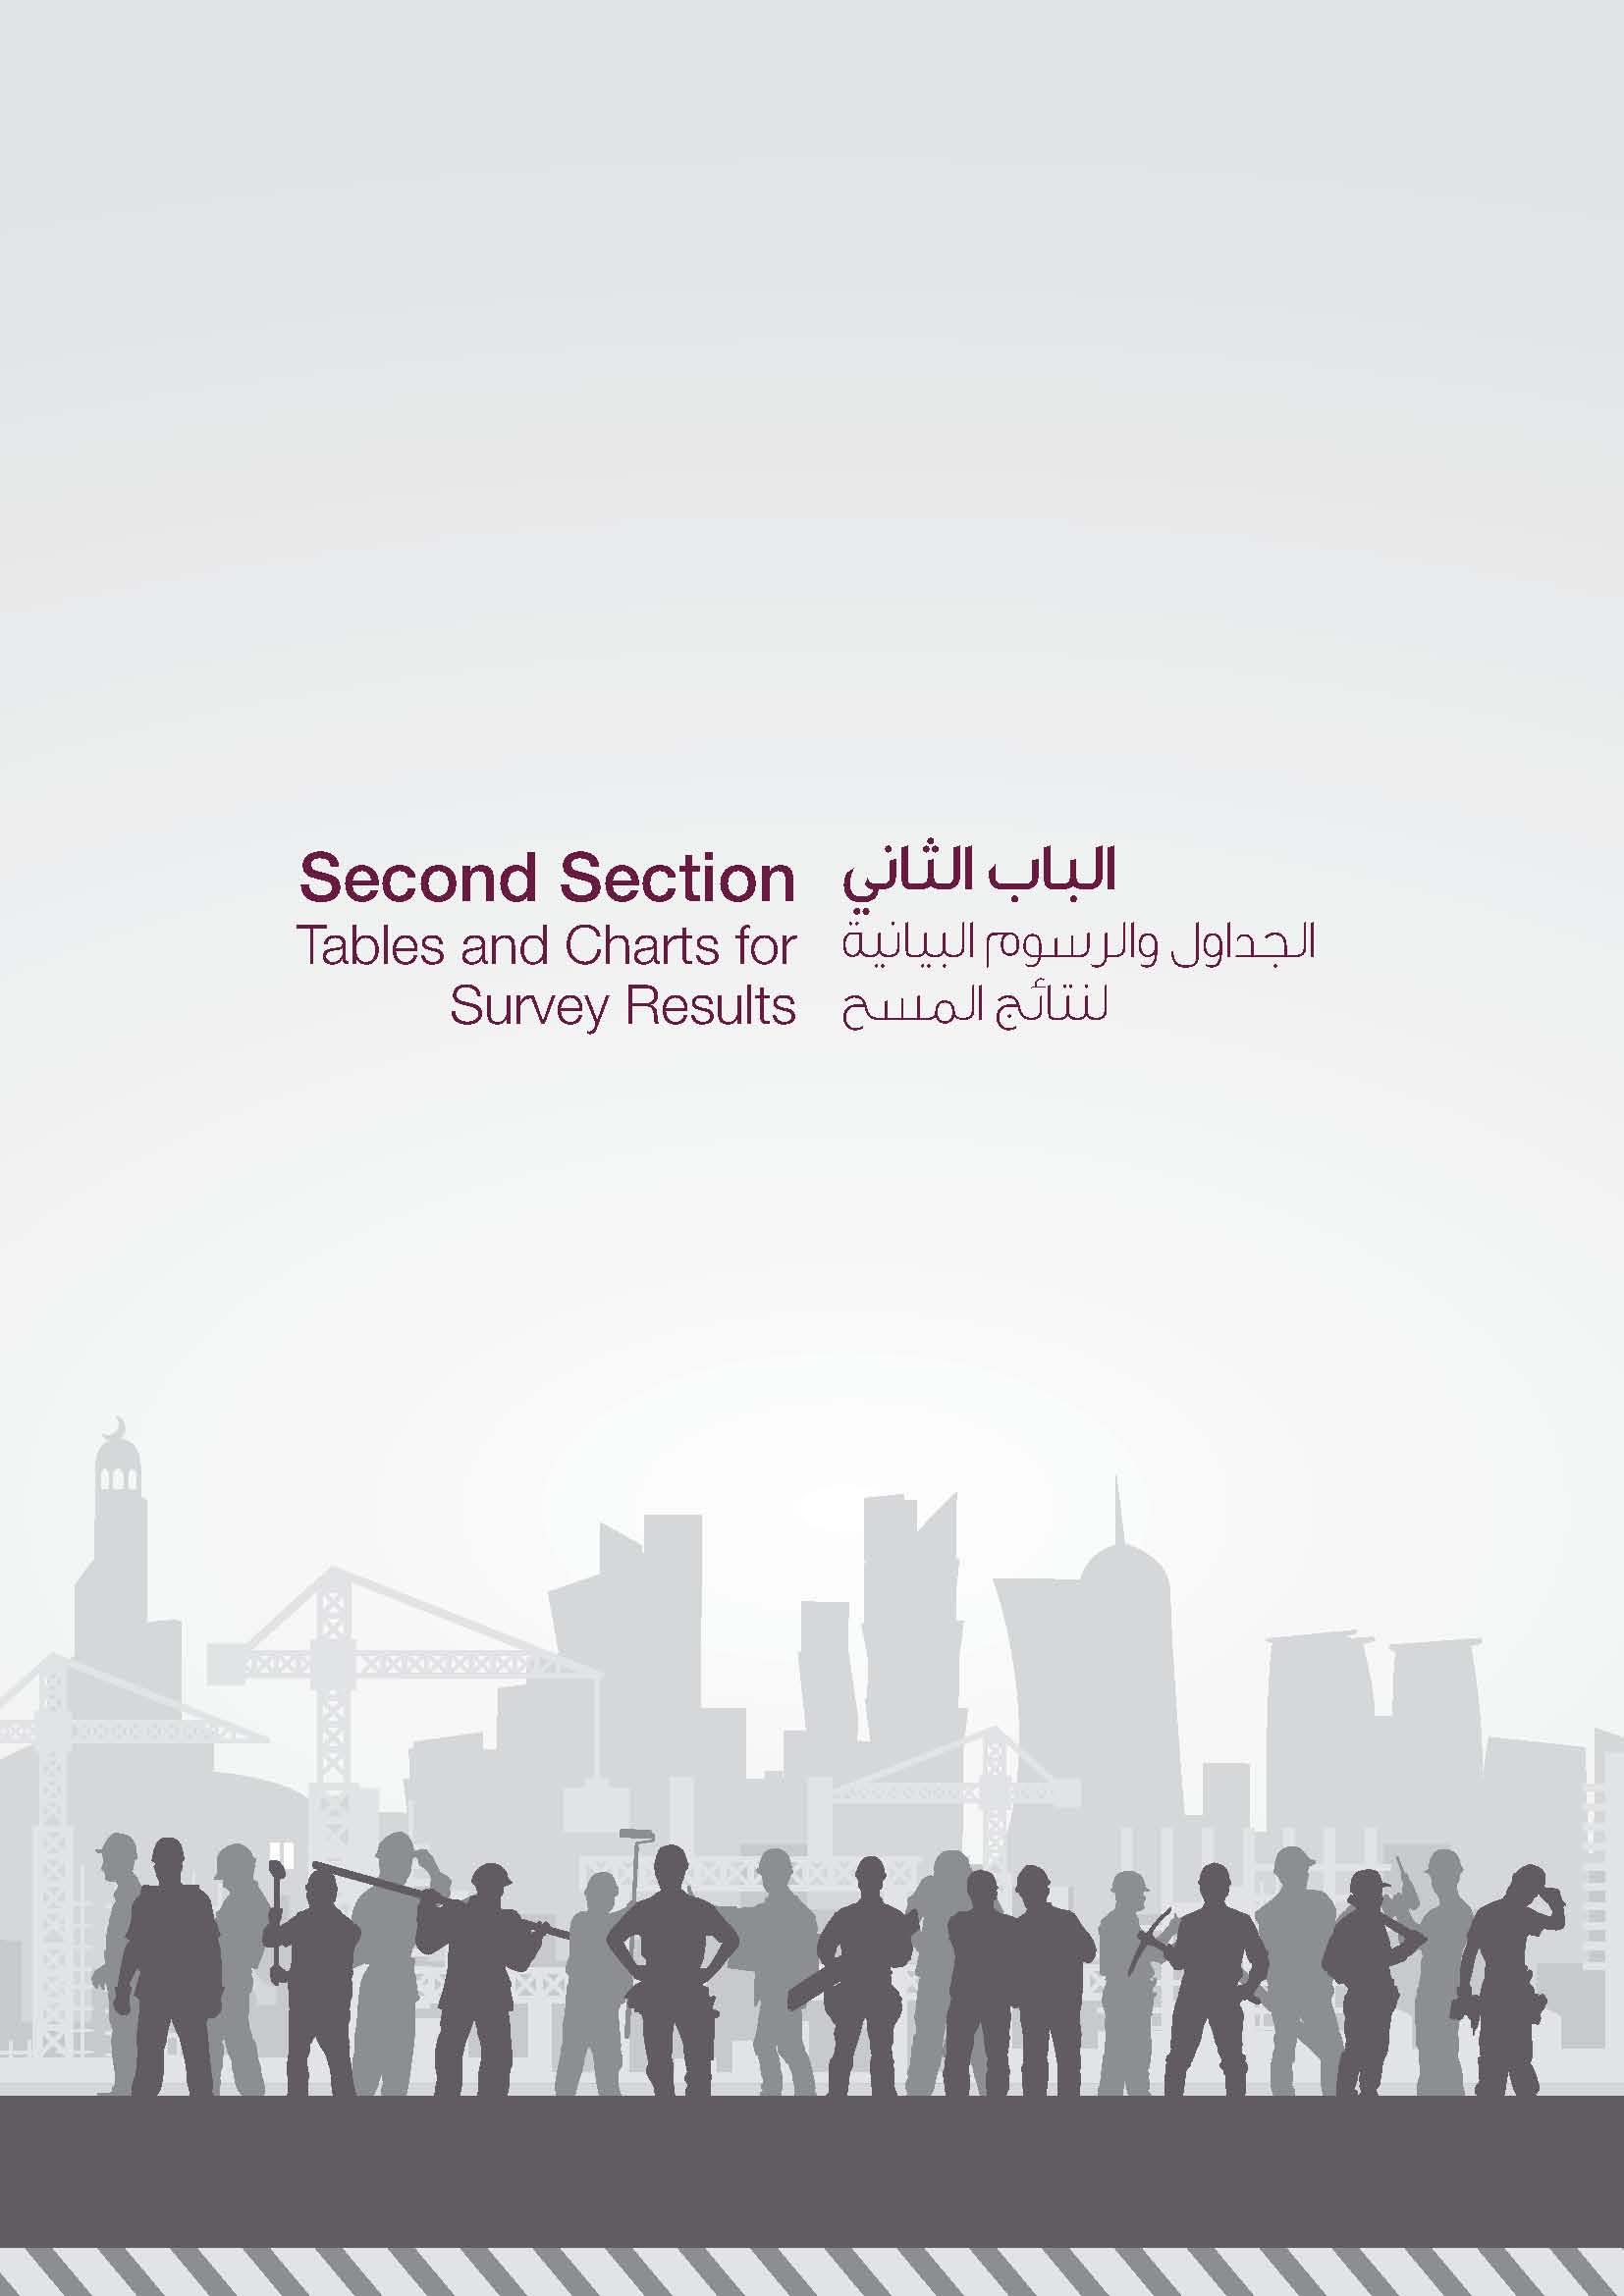 Second Section
Tables and Charts for
Survey Results
الباب الثاني
الجداول والرسوم البيانية
لنتائج المسح